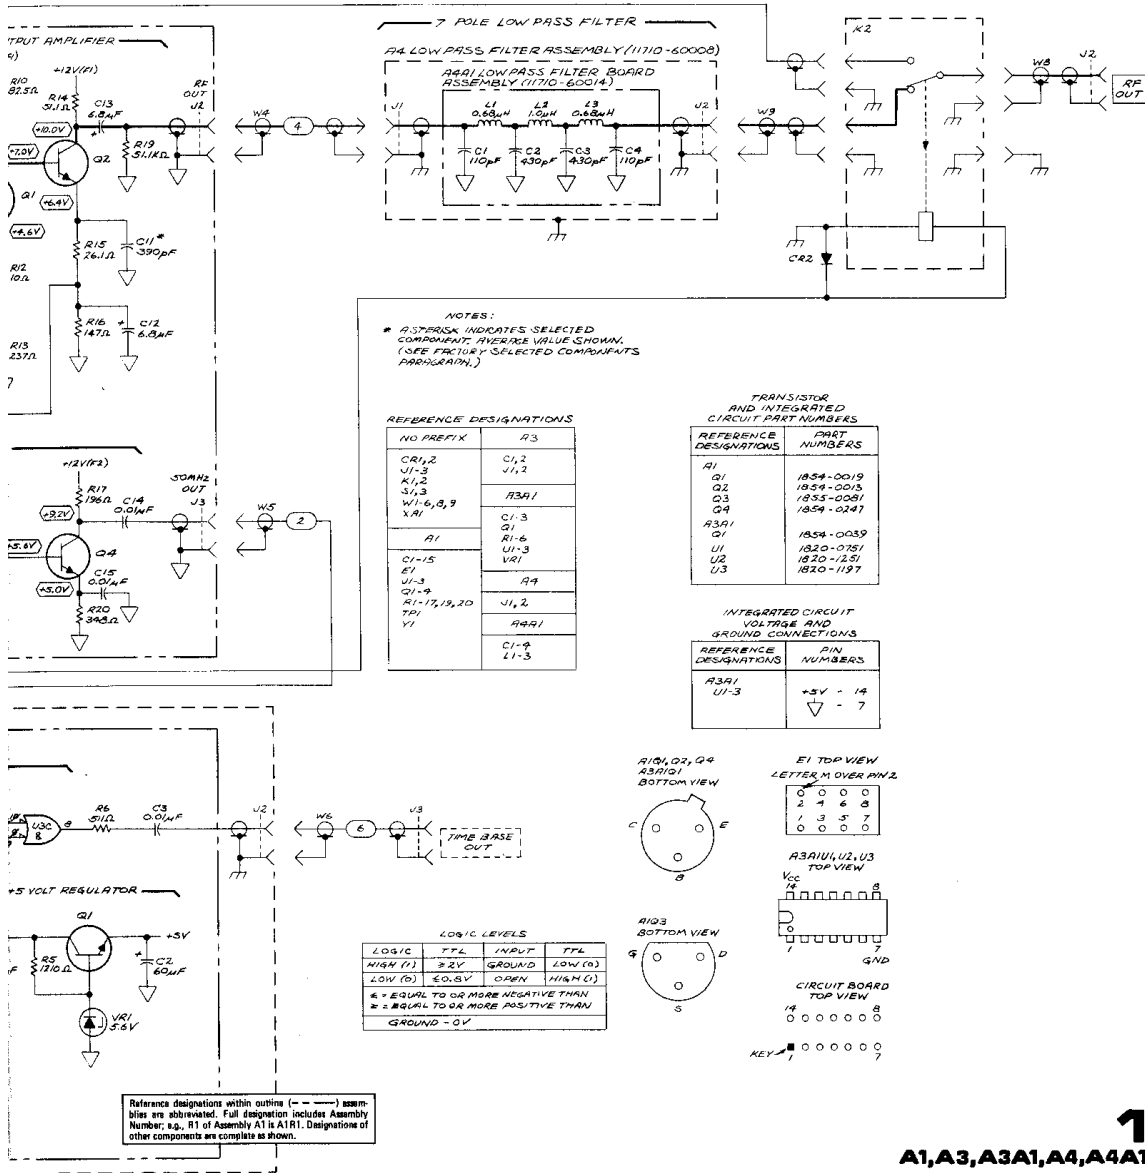 7 POLE LOW PASS FILTER
A4 LOW PASS FILTER ASSEMBLY (11710-60008)
A4A1 LOW PASS FILTER BOARD
ASSEMBLY (11710-60014)
J1
L1
0.68µH
L2
1.0µH
L3
0.68µH
J2
C1
110pF
C2
430pF
C3
430pF
C4
110pF
K2
W8
J2
RF
OUT
W9
CR2
TPUT AMPLIFIER
+12V(F1)
R10
82.5Ω
R14
51.1Ω
C13
6.8µF
RF
OUT
J2
+10.0V
+7.0V
Q2
R19
51.1KΩ
W4
4
Q1
+6.4V
+4.6V
R15
26.1Ω
C11*
390pF
R12
10Ω
R16
147Ω
C12
6.8µF
R13
237Ω
NOTES:
* ASTERISK INDICATES SELECTED
COMPONENT, AVERAGE VALUE SHOWN.
(SEE FACTORY SELECTED COMPONENTS
PARAGRAPH.)
+12V(F2)
R17
196Ω
C14
0.01µF
50MHZ
OUT
J3
W5
2
+9.2V
+5.6V
Q4
+5.0V
C15
0.01µF
R20
348Ω
REFERENCE DESIGNATIONS
NO PREFIX
CR1,2
J1-3
K1,2
S1,3
W1-6,8,9
XA1
A1
C1-15
E1
J1-3
Q1-4
R1-17,19,20
TP1
Y1
A3
C1,2
J1,2
A3A1
C1-3
Q1
R1-6
U1-3
VR1
A4
J1,2
A4A1
C1-4
L1-3
TRANSISTOR
AND INTEGRATED
CIRCUIT PART NUMBERS
REFERENCE DESIGNATIONS PART NUMBERS
A1
Q1 1854-0019
Q2 1854-0013
Q3 1855-0081
Q4 1854-0247
A3A1
Q1 1854-0039
U1 1820-0751
U2 1820-1251
U3 1820-1197
INTEGRATED CIRCUIT
VOLTAGE AND
GROUND CONNECTIONS
REFERENCE DESIGNATIONS PIN NUMBERS
A3A1
U1-3 +5V - 14
- 7
U3C
8
8
R6
511Ω
C3
0.01µF
J2
W6
6
J3
TIME BASE
OUT
+5 VOLT REGULATOR
Q1
+5V
R5
1210Ω
C2
60µF
VR1
5.6V
LOGIC LEVELS
LOGIC TTL INPUT TTL
HIGH (1) ≥2V GROUND LOW (0)
LOW (0) ≤0.8V OPEN HIGH (1)
≤ = EQUAL TO OR MORE NEGATIVE THAN
≥ = EQUAL TO OR MORE POSITIVE THAN
GROUND - 0V
A1Q1, Q2, Q4
A3A1Q1
BOTTOM VIEW
C E
B
A1Q3
BOTTOM VIEW
G D
S
E1 TOP VIEW
LETTER M OVER PIN 2
2 4 6 8
1 3 5 7
A3A1U1, U2, U3
TOP VIEW
VCC
14 8
1 7
GND
CIRCUIT BOARD
TOP VIEW
14 8
KEY 1 7
Reference designations within outline (— — ——) assem-
blies are abbreviated. Full designation includes Assembly
Number; e.g., R1 of Assembly A1 is A1R1. Designations of
other components are complete as shown.
1
A1,A3,A3A1,A4,A4A1